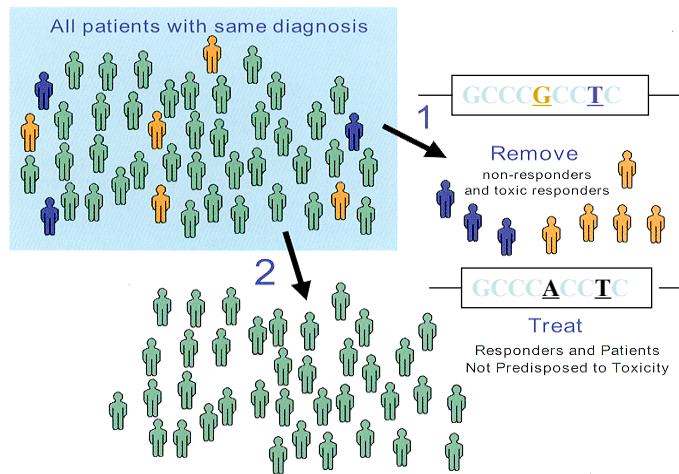 All patients with same diagnosis
1
GCCCGCCTC
Remove
non-responders
and toxic responders
2
GCCCACCTC
Treat
Responders and Patients
Not Predisposed to Toxicity